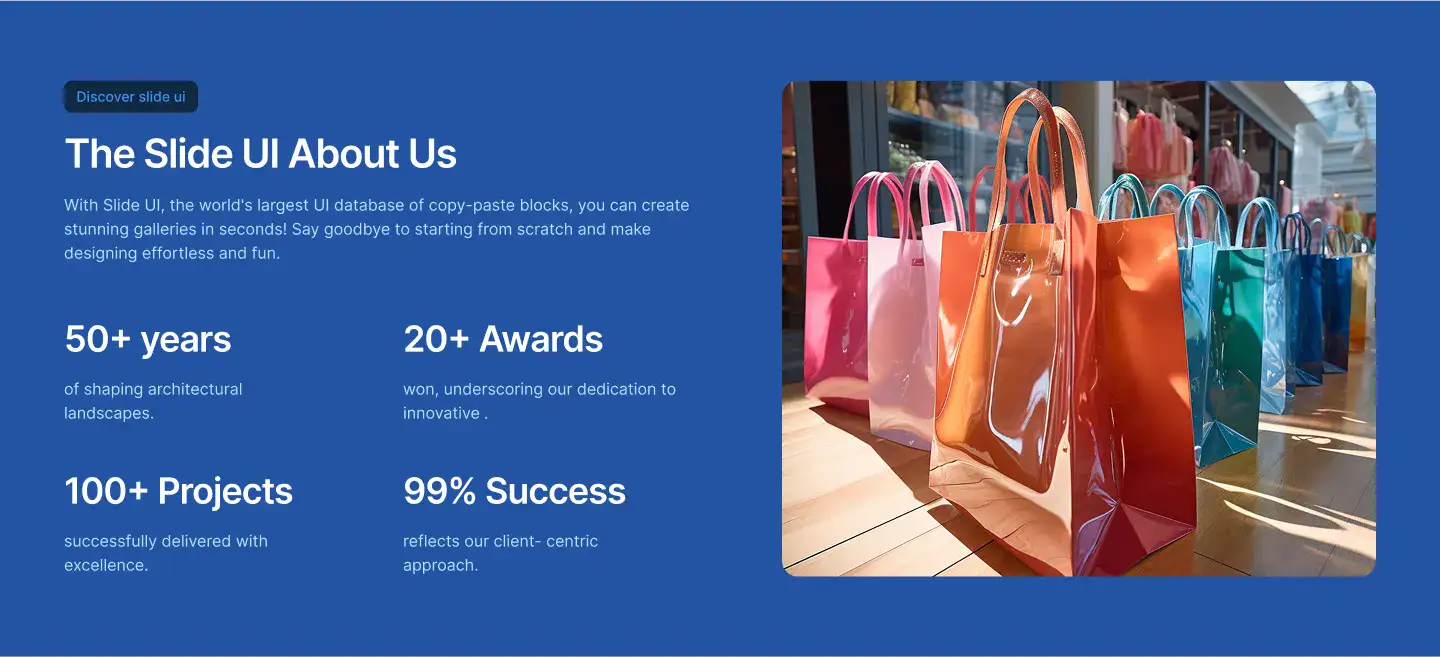 Discover slide ui
The Slide UI About Us
With Slide UI, the world's largest UI database of copy-paste blocks, you can create
stunning galleries in seconds! Say goodbye to starting from scratch and make
designing effortless and fun.
50+ years
of shaping architectural
landscapes.
20+ Awards
won, underscoring our dedication to
innovative .
100+ Projects
successfully delivered with
excellence.
99% Success
reflects our client- centric
approach.